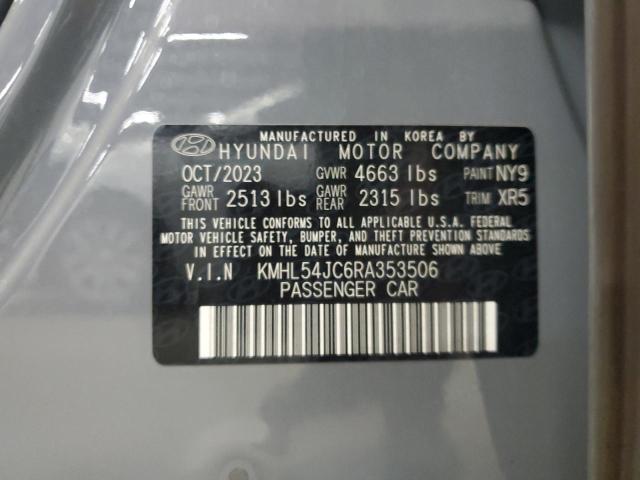 MANUFACTURED IN KOREA BY
HYUNDAI MOTOR COMPANY
OCT/2023 GVWR 4663 lbs PAINT NY9
GAWR FRONT 2513 lbs GAWR REAR 2315 lbs TRIM XR5
THIS VEHICLE CONFORMS TO ALL APPLICABLE U.S.A. FEDERAL
MOTOR VEHICLE SAFETY, BUMPER, AND THEFT PREVENTION STANDARDS
IN EFFECT ON THE DATE OF MANUFACTURE SHOWN ABOVE.
V.I.N KMHL54JC6RA353506
PASSENGER CAR